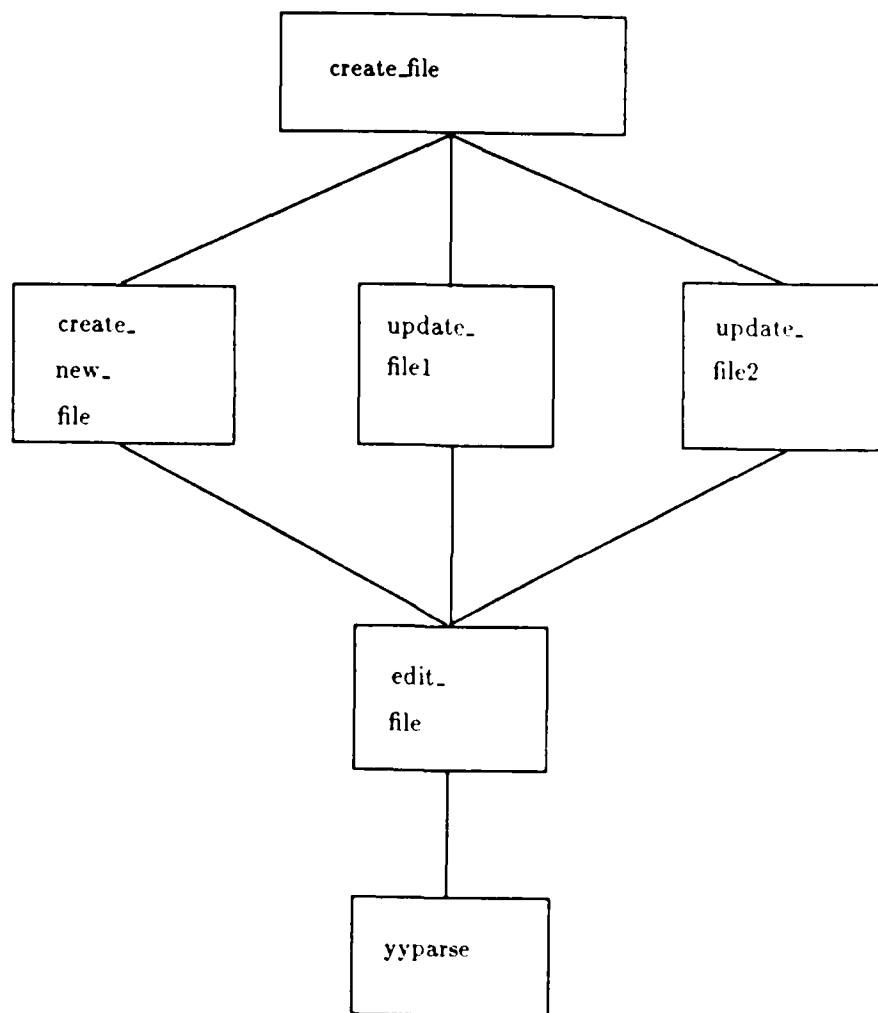 create_file
create_
new_
file
update_
file1
update_
file2
edit_
file
yyparse